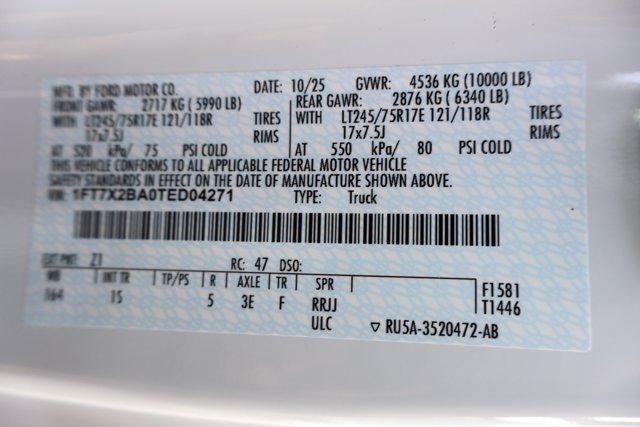 MFD. BY FORD MOTOR CO. DATE: 10/25 GVWR: 4536 KG (10000 LB)
FRONT GAWR: 2717 KG (5990 LB) REAR GAWR: 2876 KG (6340 LB)
WITH LT245/75R17E 121/118R TIRES WITH LT245/75R17E 121/118R TIRES
17x7.5J RIMS 17x7.5J RIMS
AT 520 kPa/ 75 PSI COLD AT 550 kPa/ 80 PSI COLD
THIS VEHICLE CONFORMS TO ALL APPLICABLE FEDERAL MOTOR VEHICLE
SAFETY STANDARDS IN EFFECT ON THE DATE OF MANUFACTURE SHOWN ABOVE.
VIN: 1FT7X2BA0TED04271 TYPE: Truck
EXT PNT: Z1 RC: 47 DSO:
WB INT TR TP/PS R AXLE TR SPR F1581
164 1S 5 3E F RRJJ T1446
ULC ▽ RU5A-3520472-AB